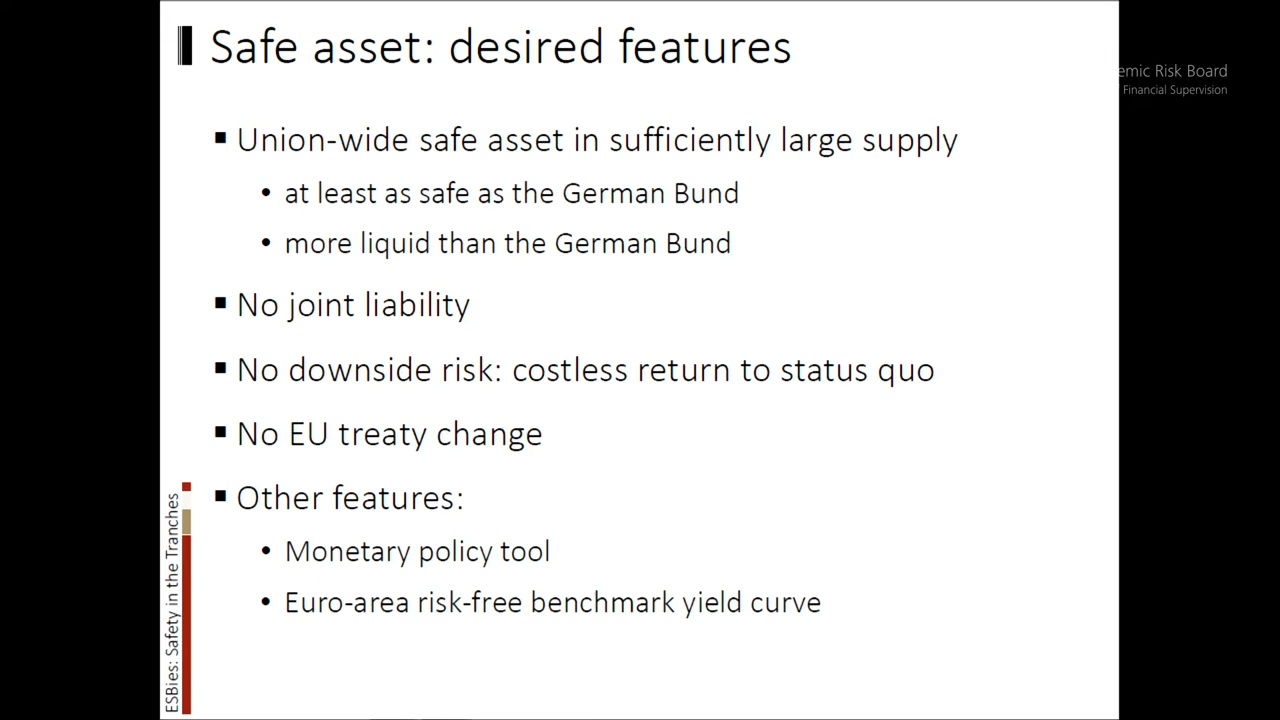 Safe asset: desired features
emic Risk Board
Financial Supervision
▪ Union-wide safe asset in sufficiently large supply
• at least as safe as the German Bund
• more liquid than the German Bund
▪ No joint liability
▪ No downside risk: costless return to status quo
▪ No EU treaty change
▪ Other features:
• Monetary policy tool
• Euro-area risk-free benchmark yield curve
ESBies: Safety in the Tranches